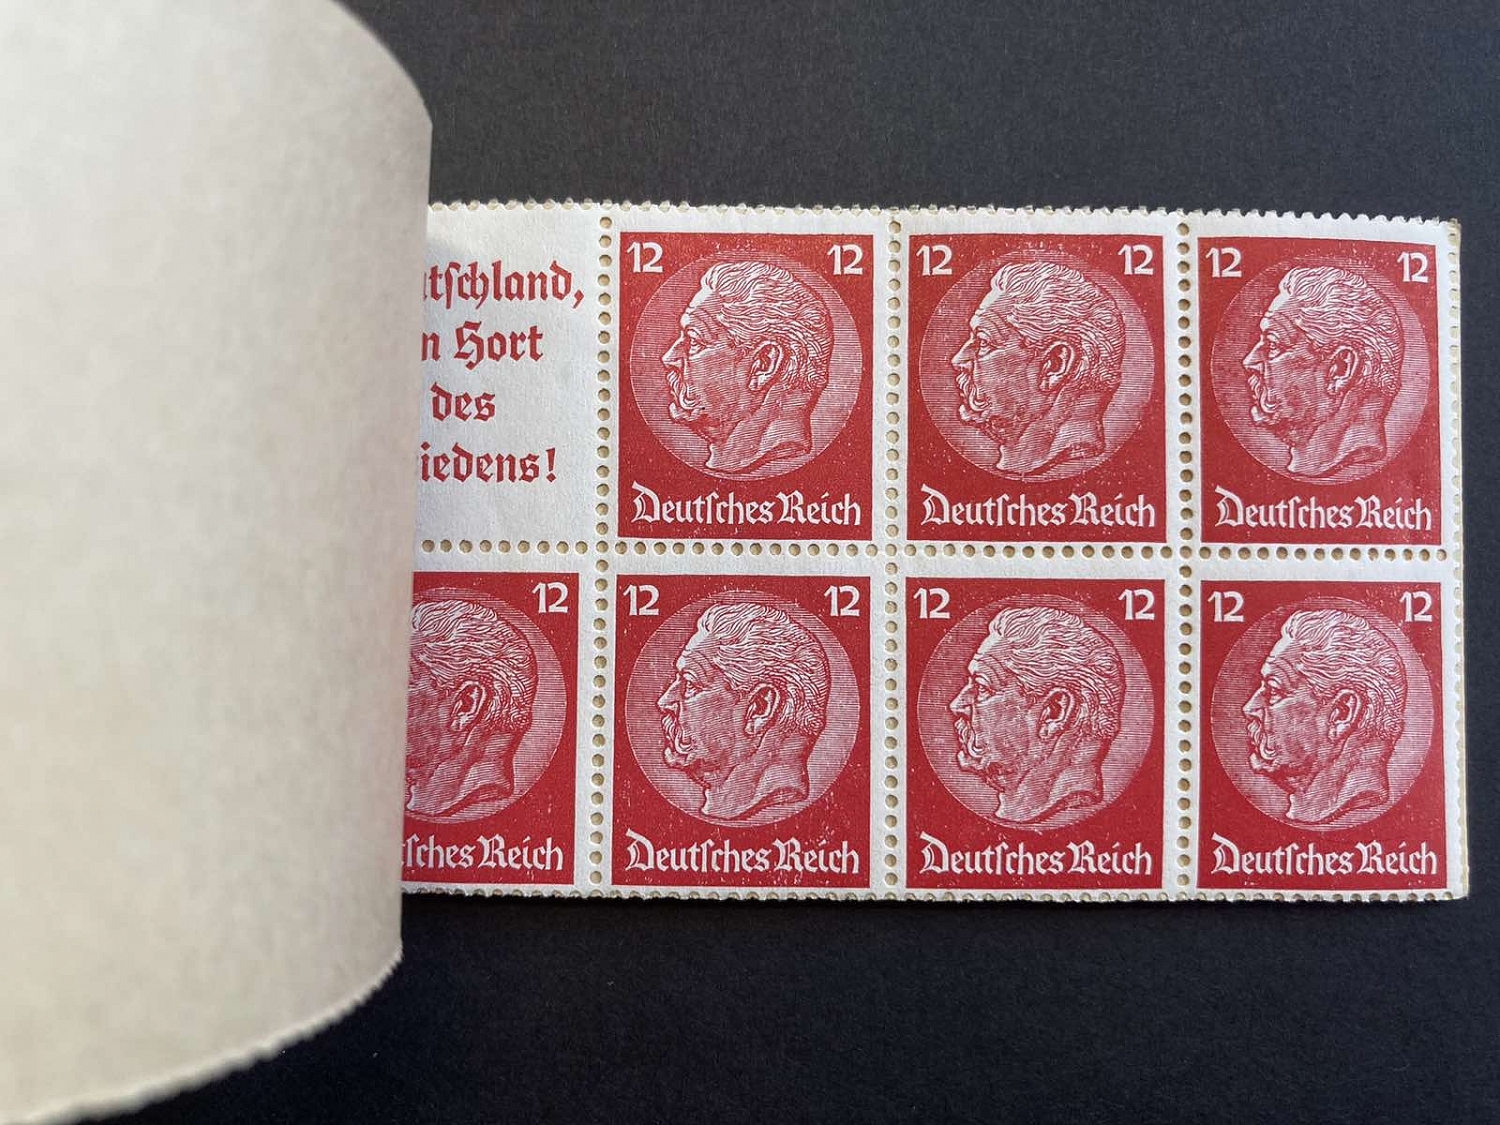 tschland,
n Hort
des
iedens!
12 12
Deutsches Reich
12 12
Deutsches Reich
12 12
Deutsches Reich
12
tsches Reich
12 12
Deutsches Reich
12 12
Deutsches Reich
12 12
Deutsches Reich